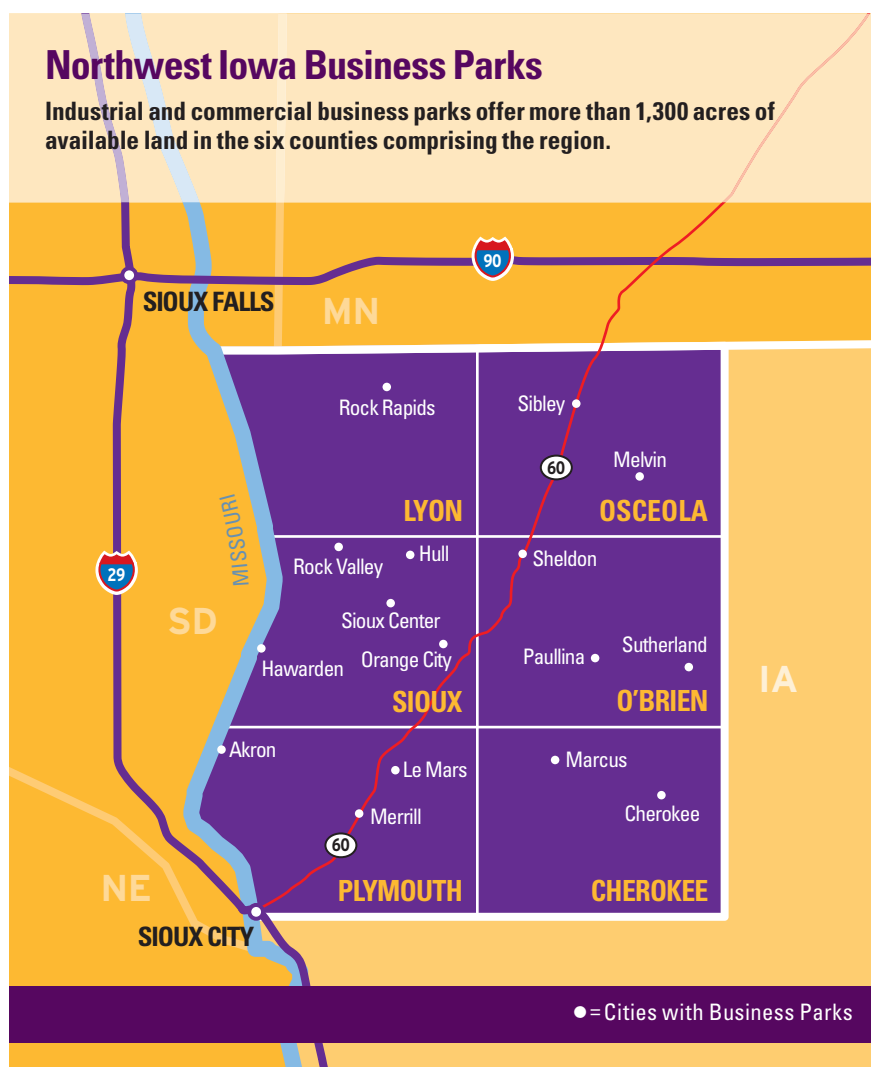 Northwest Iowa Business Parks
Industrial and commercial business parks offer more than 1,300 acres of
available land in the six counties comprising the region.
90
SIOUX FALLS
MN
Rock Rapids
Sibley
Melvin
60
LYON
OSCEOLA
MISSOURI
29
Rock Valley
Hull
Sheldon
SD
Sioux Center
Hawarden
Orange City
Paullina
Sutherland
IA
SIOUX
O'BRIEN
Akron
Le Mars
Marcus
Merrill
Cherokee
60
NE
PLYMOUTH
CHEROKEE
SIOUX CITY
= Cities with Business Parks